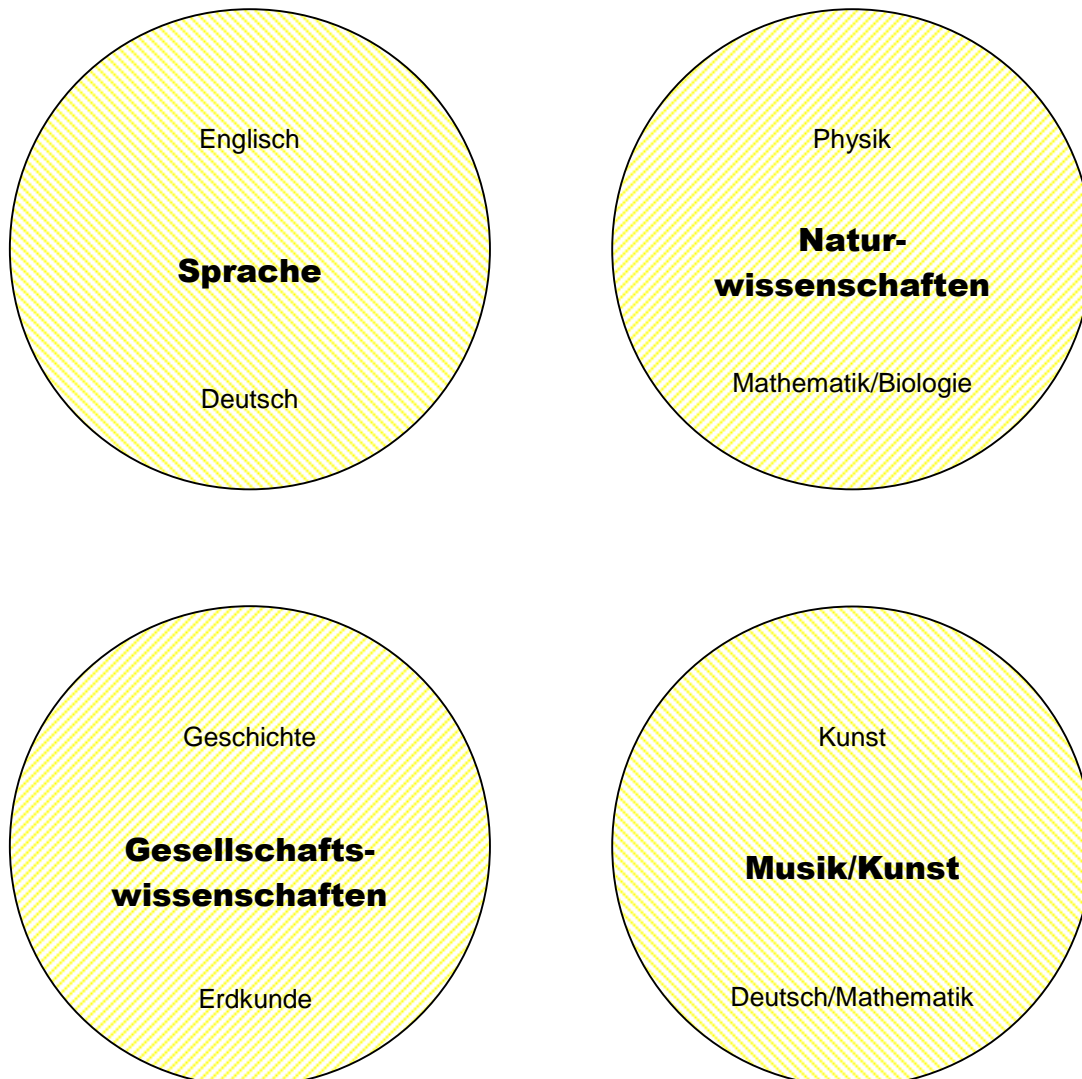 Englisch
Sprache
Deutsch
Physik
Natur-
wissenschaften
Mathematik/Biologie
Geschichte
Gesellschafts-
wissenschaften
Erdkunde
Kunst
Musik/Kunst
Deutsch/Mathematik